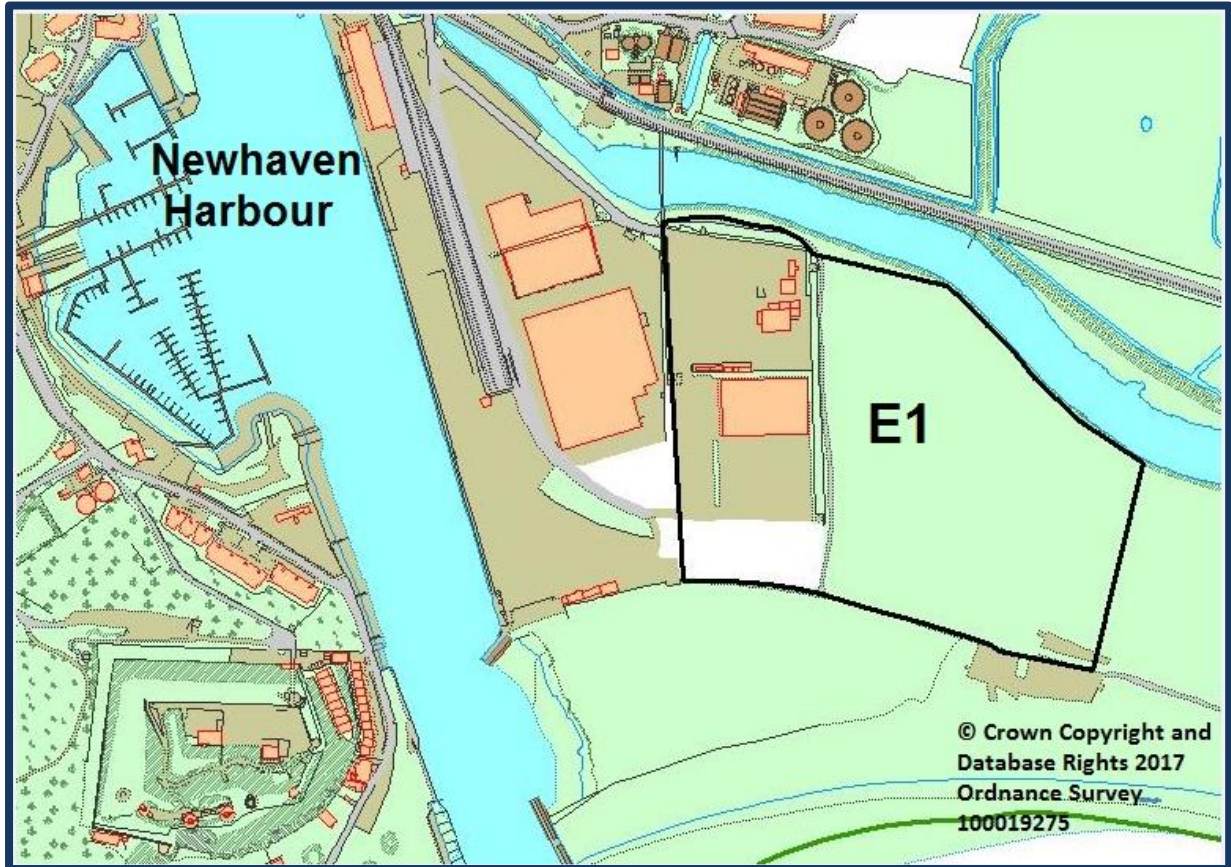 Newhaven
Harbour
E1
© Crown Copyright and
Database Rights 2017
Ordnance Survey
100019275